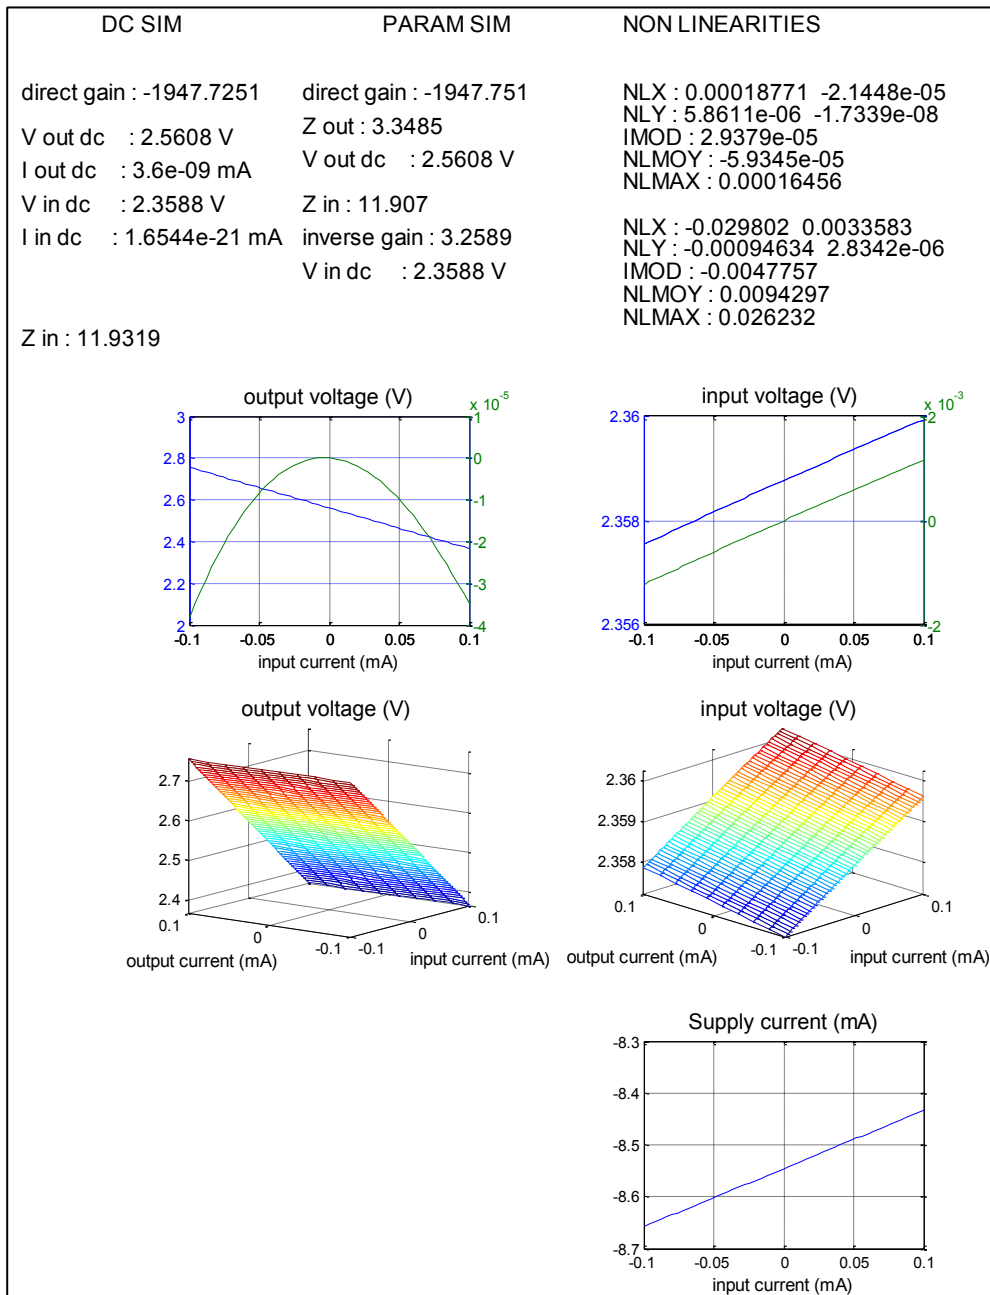 DC SIM
PARAM SIM
NON LINEARITIES
direct gain : -1947.7251
V out dc : 2.5608 V
I out dc : 3.6e-09 mA
V in dc : 2.3588 V
I in dc : 1.6544e-21 mA
Z in : 11.9319
direct gain : -1947.751
Z out : 3.3485
V out dc : 2.5608 V
Z in : 11.907
inverse gain : 3.2589
V in dc : 2.3588 V
NLX : 0.00018771 -2.1448e-05
NLY : 5.8611e-06 -1.7339e-08
IMOD : 2.9379e-05
NLMOY : -5.9345e-05
NLMAX : 0.00016456
NLX : -0.029802 0.0033583
NLY : -0.00094634 2.8342e-06
IMOD : -0.0047757
NLMOY : 0.0094297
NLMAX : 0.026232
output voltage (V)
x 10^-5
3
2.8
2.6
2.4
2.2
2
1
0
-1
-2
-3
-4
-0.1 -0.05 0 0.05 0.1
input current (mA)
input voltage (V)
x 10^-3
2.36
2.358
2.356
2
0
-2
-0.1 -0.05 0 0.05 0.1
input current (mA)
output voltage (V)
2.7
2.6
2.5
2.4
0.1 0 -0.1
output current (mA)
-0.1 0 0.1
input current (mA)
input voltage (V)
2.36
2.359
2.358
0.1 0 -0.1
output current (mA)
-0.1 0 0.1
input current (mA)
Supply current (mA)
-8.3
-8.4
-8.5
-8.6
-8.7
-0.1 -0.05 0 0.05 0.1
input current (mA)